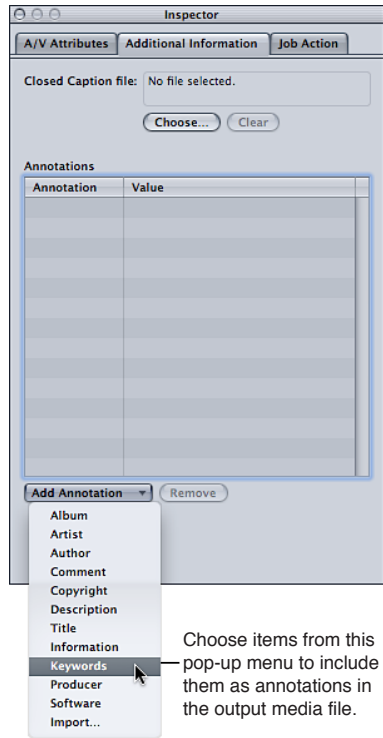 Inspector
A/V Attributes Additional Information Job Action
Closed Caption file: No file selected.
Choose... Clear
Annotations
Annotation Value
Add Annotation Remove
Album
Artist
Author
Comment
Copyright
Description
Title
Information
Keywords
Producer
Software
Import...
Choose items from this
pop-up menu to include
them as annotations in
the output media file.